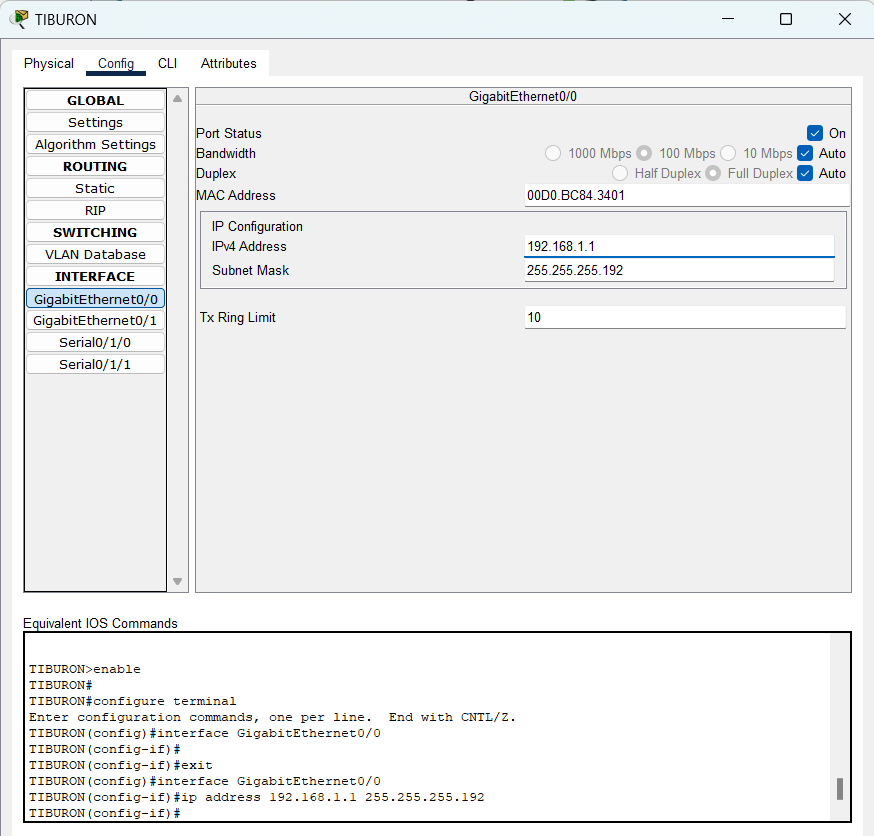 TIBURON
Physical Config CLI Attributes
GLOBAL
Settings
Algorithm Settings
ROUTING
Static
RIP
SWITCHING
VLAN Database
INTERFACE
GigabitEthernet0/0
GigabitEthernet0/1
Serial0/1/0
Serial0/1/1
GigabitEthernet0/0
Port Status On
Bandwidth 1000 Mbps 100 Mbps 10 Mbps Auto
Duplex Half Duplex Full Duplex Auto
MAC Address 00D0.BC84.3401
IP Configuration
IPv4 Address 192.168.1.1
Subnet Mask 255.255.255.192
Tx Ring Limit 10
Equivalent IOS Commands
TIBURON>enable
TIBURON#
TIBURON#configure terminal
Enter configuration commands, one per line.  End with CNTL/Z.
TIBURON(config)#interface GigabitEthernet0/0
TIBURON(config-if)#
TIBURON(config-if)#exit
TIBURON(config)#interface GigabitEthernet0/0
TIBURON(config-if)#ip address 192.168.1.1 255.255.255.192
TIBURON(config-if)#